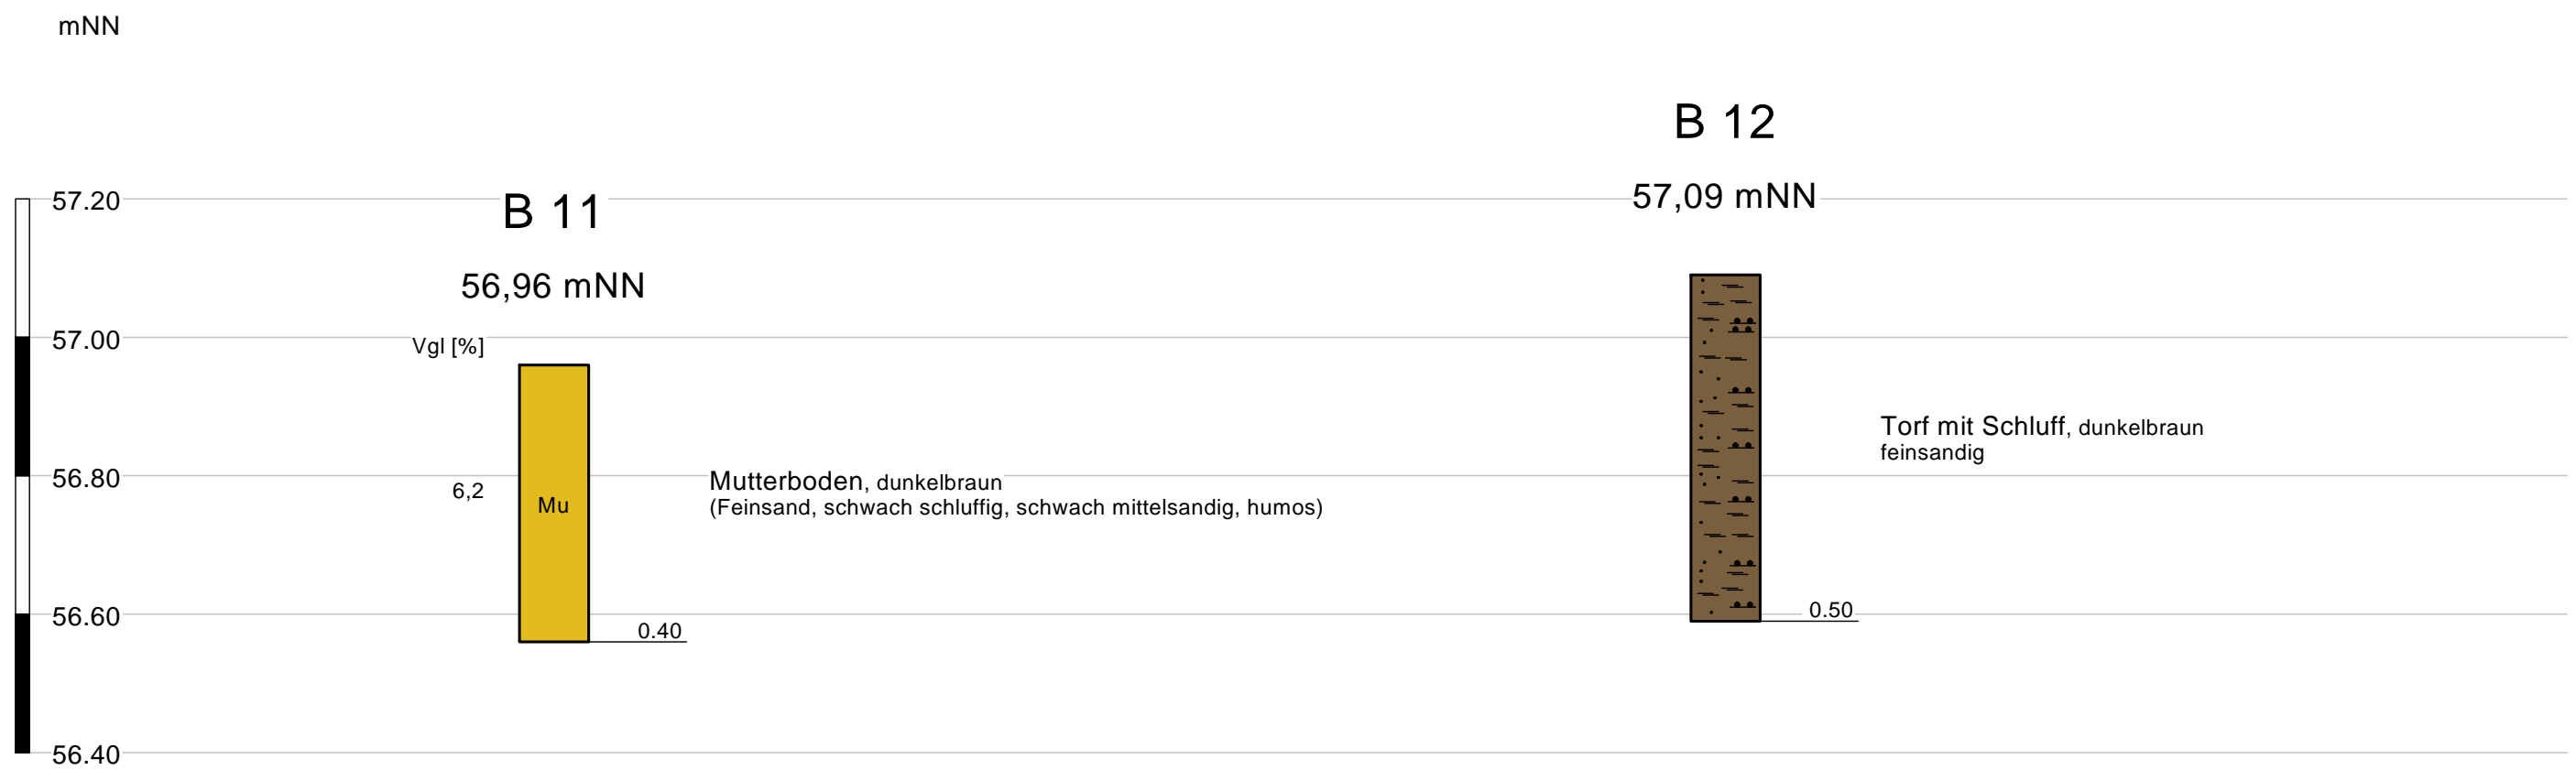 mNN
B 12
57,09 mNN
57.20
B 11
56,96 mNN
57.00
Vgl [%]
Torf mit Schluff, dunkelbraun
feinsandig
56.80
6,2
Mu
Mutterboden, dunkelbraun
(Feinsand, schwach schluffig, schwach mittelsandig, humos)
56.60
0.40
0.50
56.40